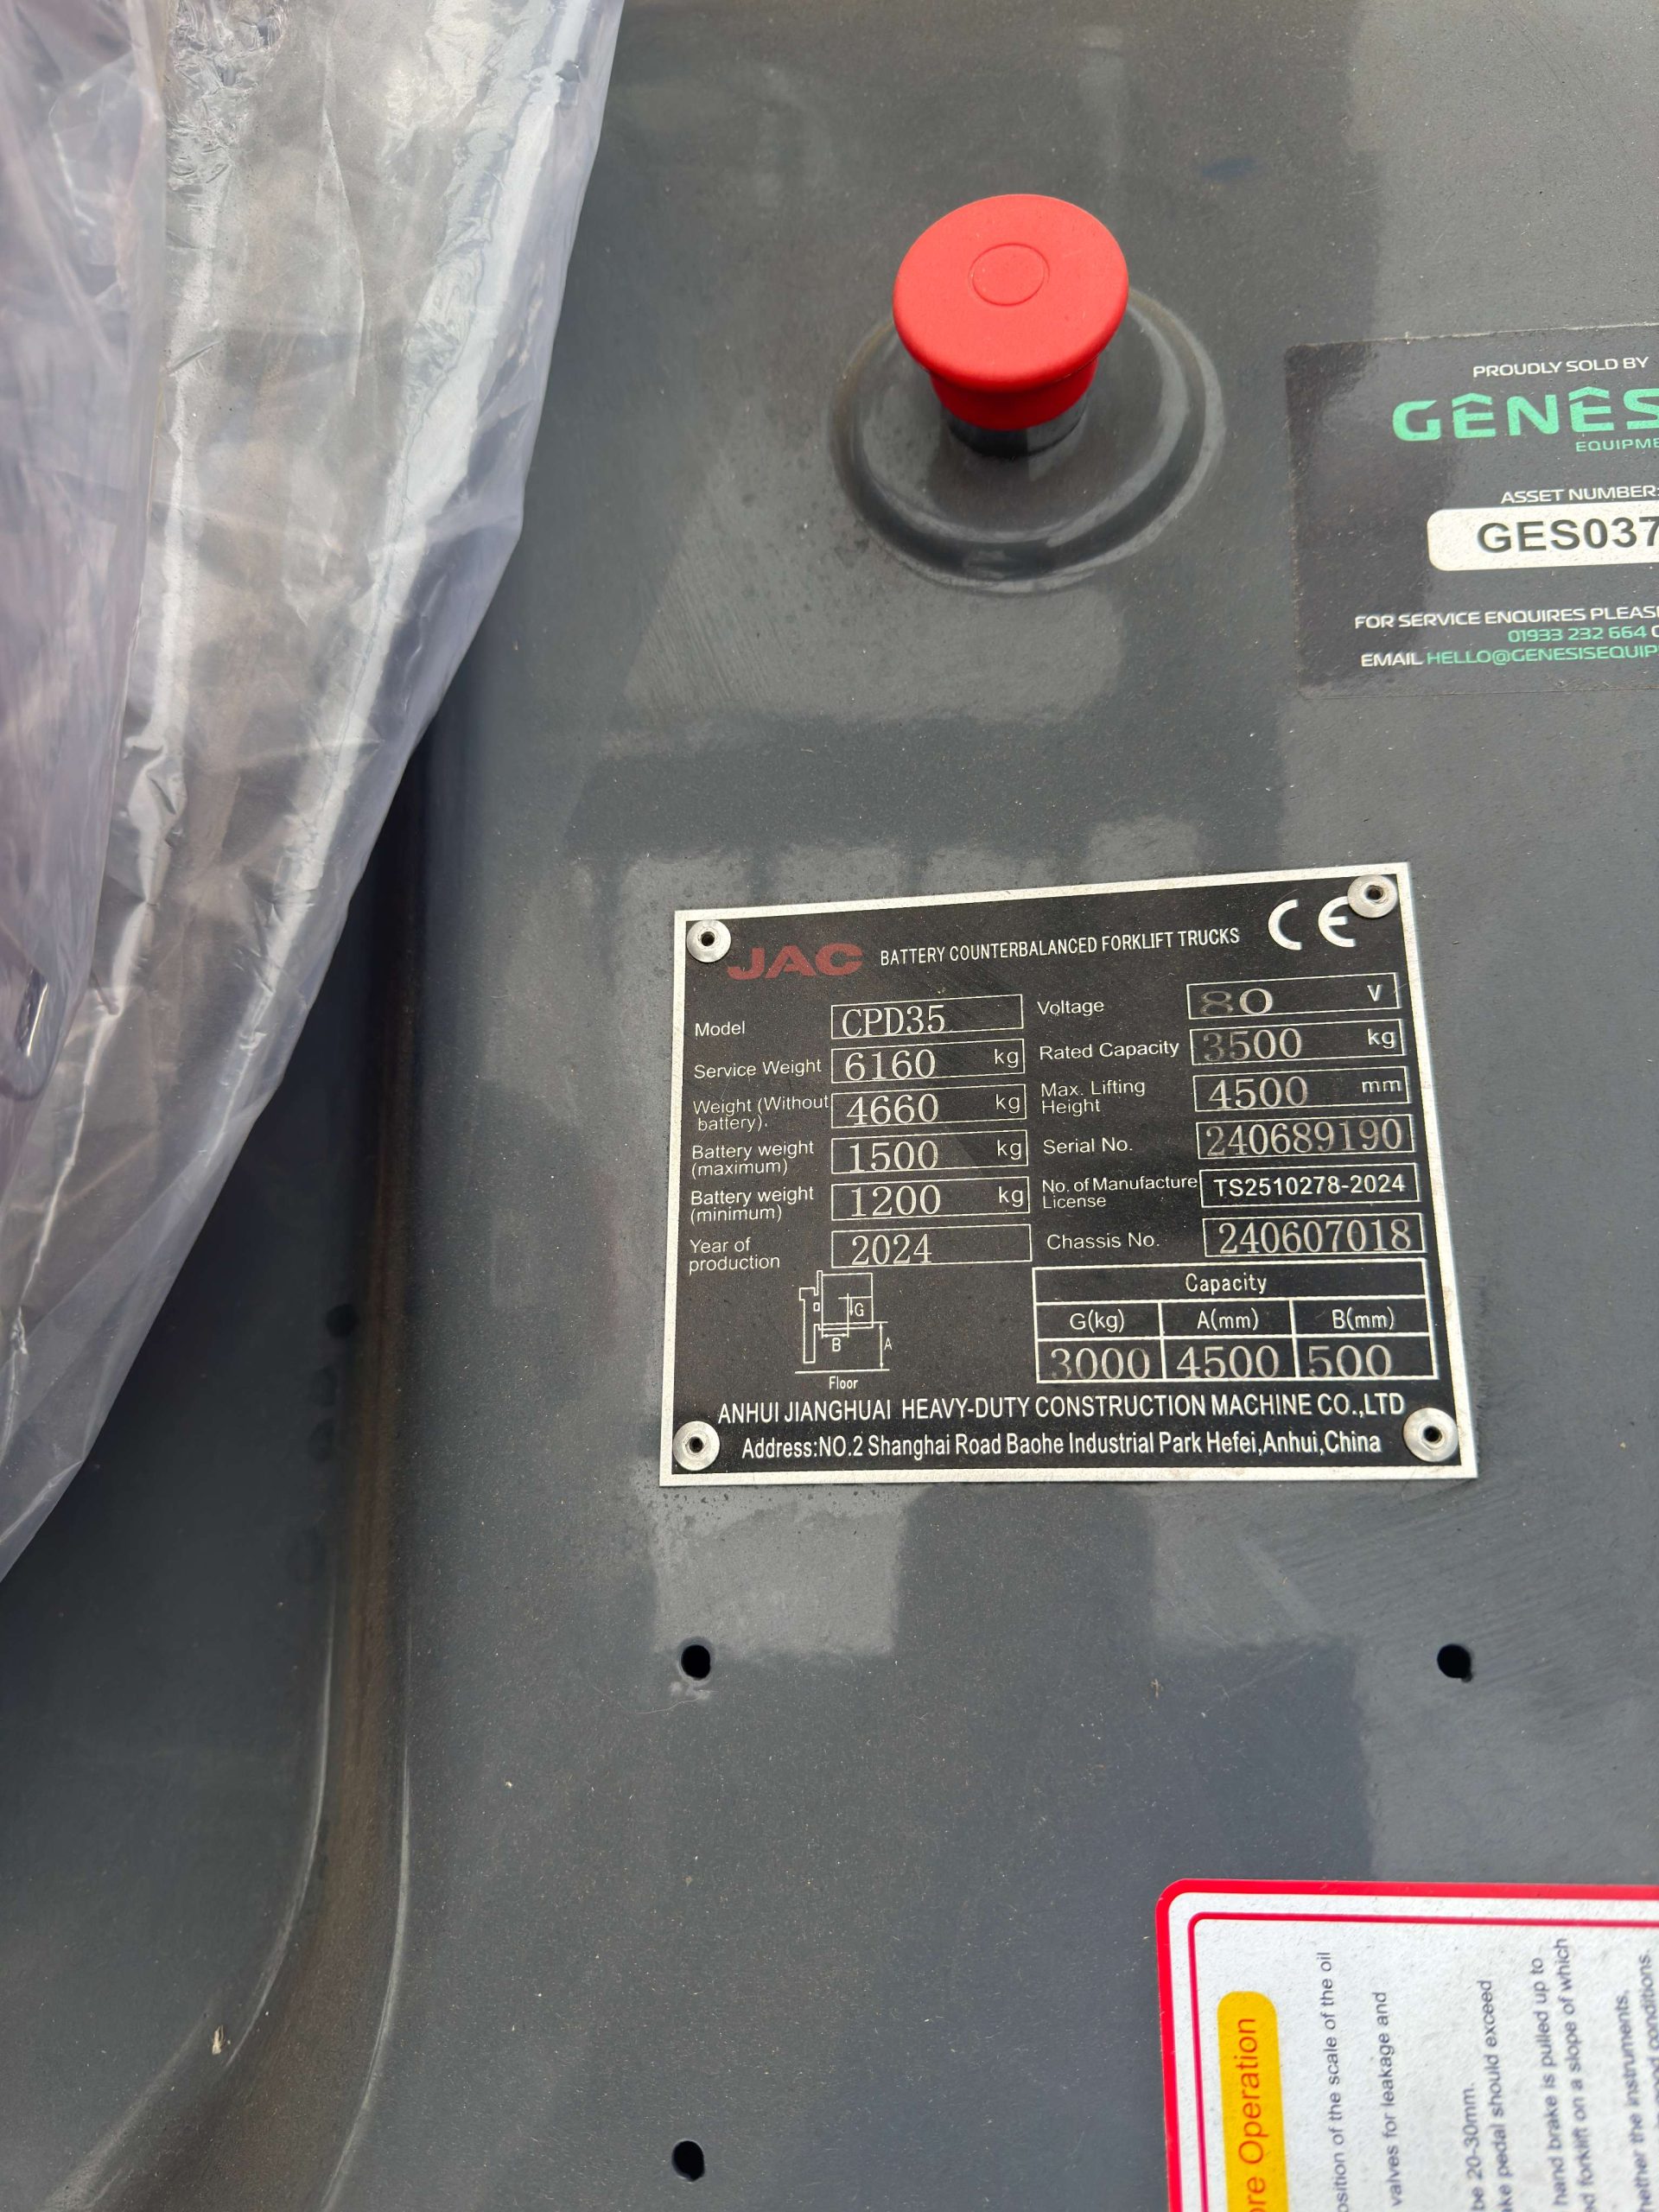 PROUDLY SOLD BY
GENES
EQUIPME
ASSET NUMBER:
GES037
FOR SERVICE ENQUIRES PLEAS
01933 232 664
EMAIL HELLO@GENESISEQUIP
JAC BATTERY COUNTERBALANCED FORKLIFT TRUCKS CE
Model CPD35 Voltage 80 V
Service Weight 6160 kg Rated Capacity 3500 kg
Weight (Without battery). 4660 kg Max. Lifting Height 4500 mm
Battery weight (maximum) 1500 kg Serial No. 240689190
Battery weight (minimum) 1200 kg No. of Manufacture License TS2510278-2024
Year of production 2024 Chassis No. 240607018
Capacity
G(kg) A(mm) B(mm)
3000 4500 500
G
B A
Floor
ANHUI JIANGHUAI HEAVY-DUTY CONSTRUCTION MACHINE CO.,LTD
Address:NO.2 Shanghai Road Baohe Industrial Park Hefei,Anhui,China
ore Operation
osition of the scale of the oil
valves for leakage and
be 20-30mm.
ake pedal should exceed
hand brake is pulled up to
d forklift on a slope of which
hether the instruments,
good conditions.